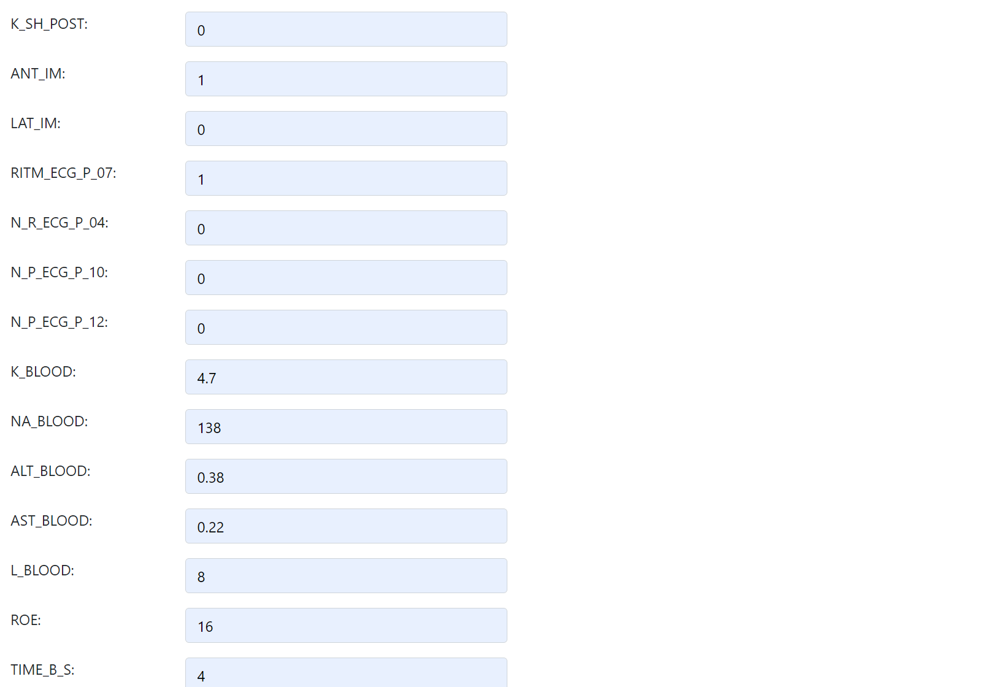 K_SH_POST: 0
ANT_IM: 1
LAT_IM: 0
RITM_ECG_P_07: 1
N_R_ECG_P_04: 0
N_P_ECG_P_10: 0
N_P_ECG_P_12: 0
K_BLOOD: 4.7
NA_BLOOD: 138
ALT_BLOOD: 0.38
AST_BLOOD: 0.22
L_BLOOD: 8
ROE: 16
TIME_B_S: 4